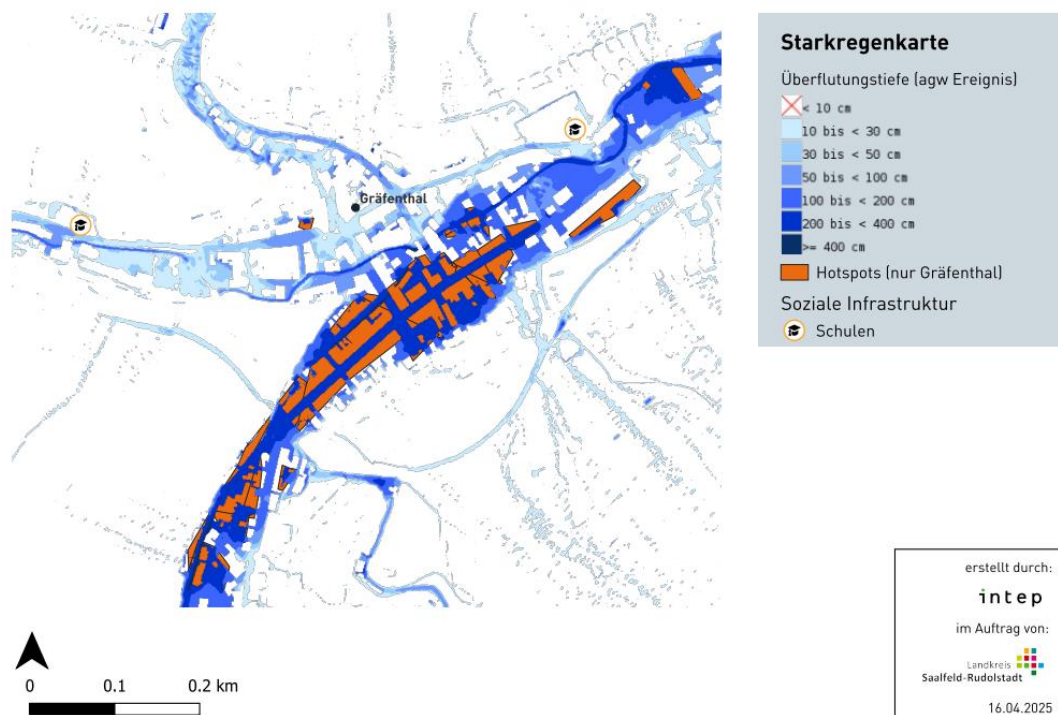 Starkregenkarte
Überflutungstiefe (agw Ereignis)
< 10 cm
10 bis < 30 cm
30 bis < 50 cm
50 bis < 100 cm
100 bis < 200 cm
200 bis < 400 cm
>= 400 cm
Hotspots (nur Gräfenthal)
Soziale Infrastruktur
Schulen
Gräfenthal
erstellt durch:
intep
im Auftrag von:
Landkreis
Saalfeld-Rudolstadt
16.04.2025
0 0.1 0.2 km